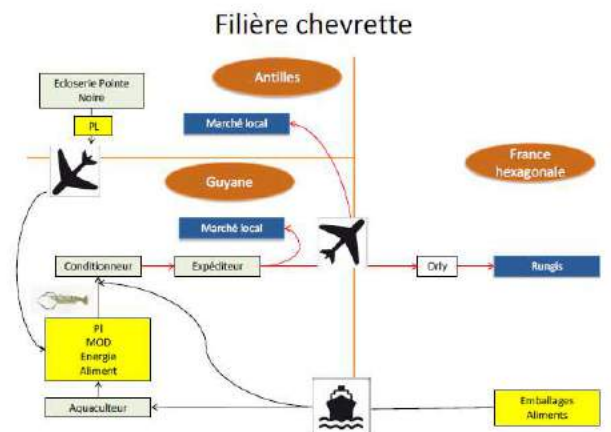 Filière chevrette
Antilles
Ecloserie Pointe
Noire
PL
Marché local
France
hexagonale
Guyane
Marché local
Conditionneur
Expéditeur
Orly
Rungis
Pl
MOD
Energie
Aliment
Aquaculteur
Emballages
Aliments